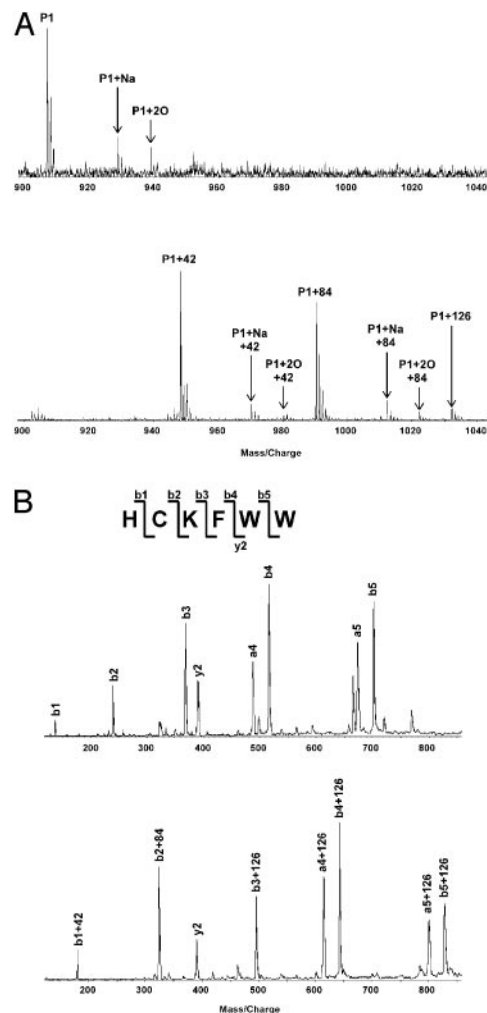 A
P1
P1+Na
P1+2O
900 920 940 960 980 1000 1020 1040
P1+42
P1+84
P1+126
P1+Na
+42
P1+2O
+42
P1+Na
+84
P1+2O
+84
900 920 940 960 980 1000 1020 1040
Mass/Charge
B
b1 b2 b3 b4 b5
H C K F W W
y2
b1
b2
b3
y2
a4
b4
a5
b5
200 300 400 500 600 700 800
b1+42
b2+84
y2
b3+126
a4+126
b4+126
a5+126
b5+126
200 300 400 500 600 700 800
Mass/Charge